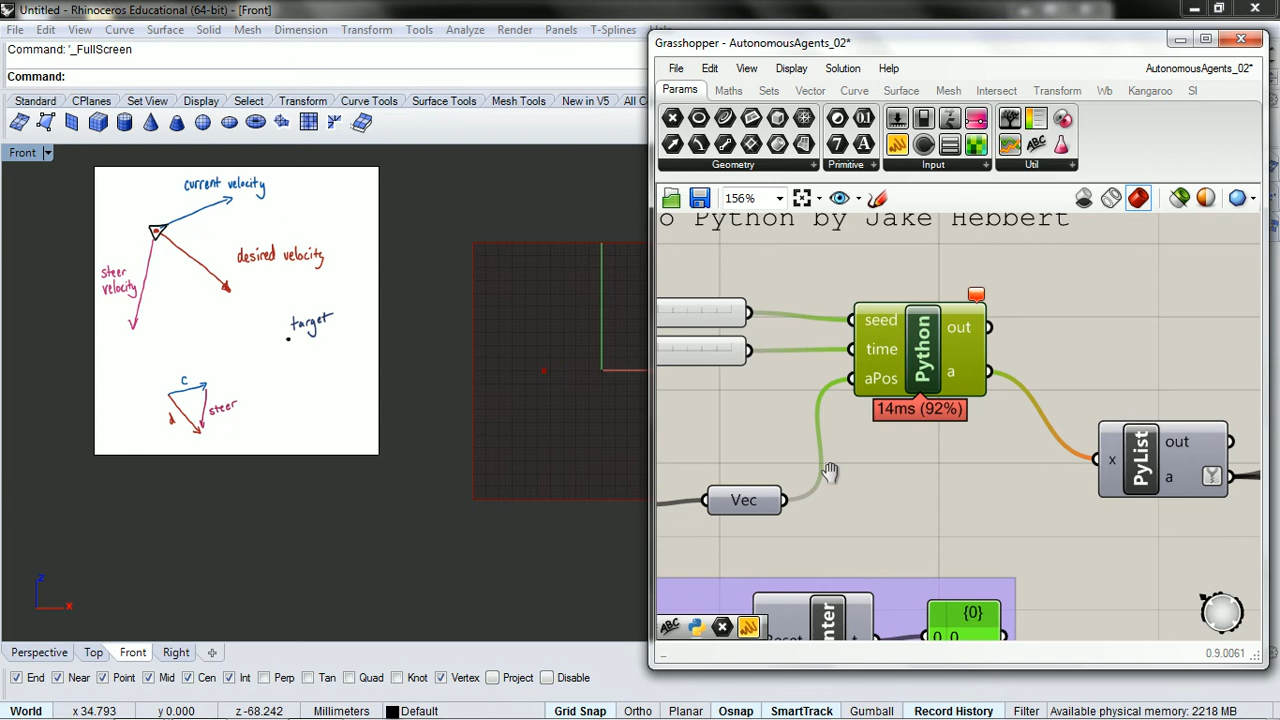 Untitled - Rhinoceros Educational (64-bit) - [Front]
File Edit View Curve Surface Solid Mesh Dimension Transform Tools Analyze Render Panels T-Splines
Command: '_FullScreen
Command:
Standard CPlanes Set View Display Select Transform Curve Tools Surface Tools Mesh Tools New in V5 All C
Front
current velocity
desired velocity
steer
velocity
target
c
steer
d
z
x
Perspective Top Front Right
End Near Point Mid Cen Int Perp Tan Quad Knot Vertex Project Disable
World x 34.793 y 0.000 z -68.242 Millimeters Default Grid Snap Ortho Planar Osnap SmartTrack Gumball Record History Filter Available physical memory: 2218 MB
Grasshopper - AutonomousAgents_02*
File Edit View Display Solution Help AutonomousAgents_02*
Params Maths Sets Vector Curve Surface Mesh Intersect Transform Wb Kangaroo SI
Geometry Primitive Input Util
156%
o Python by Jake Hebbert
seed
time
aPos
Python
out
a
14ms (92%)
Vec
x
PyList
out
a
{0}
0.0
0.9.0061